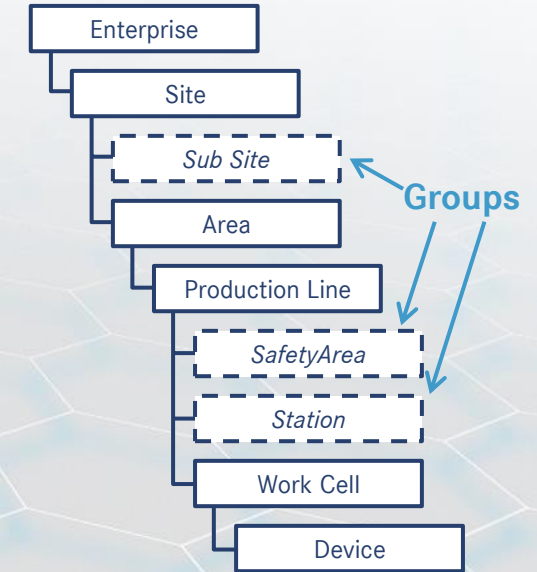 Enterprise
Site
Sub Site
Groups
Area
Production Line
SafetyArea
Station
Work Cell
Device